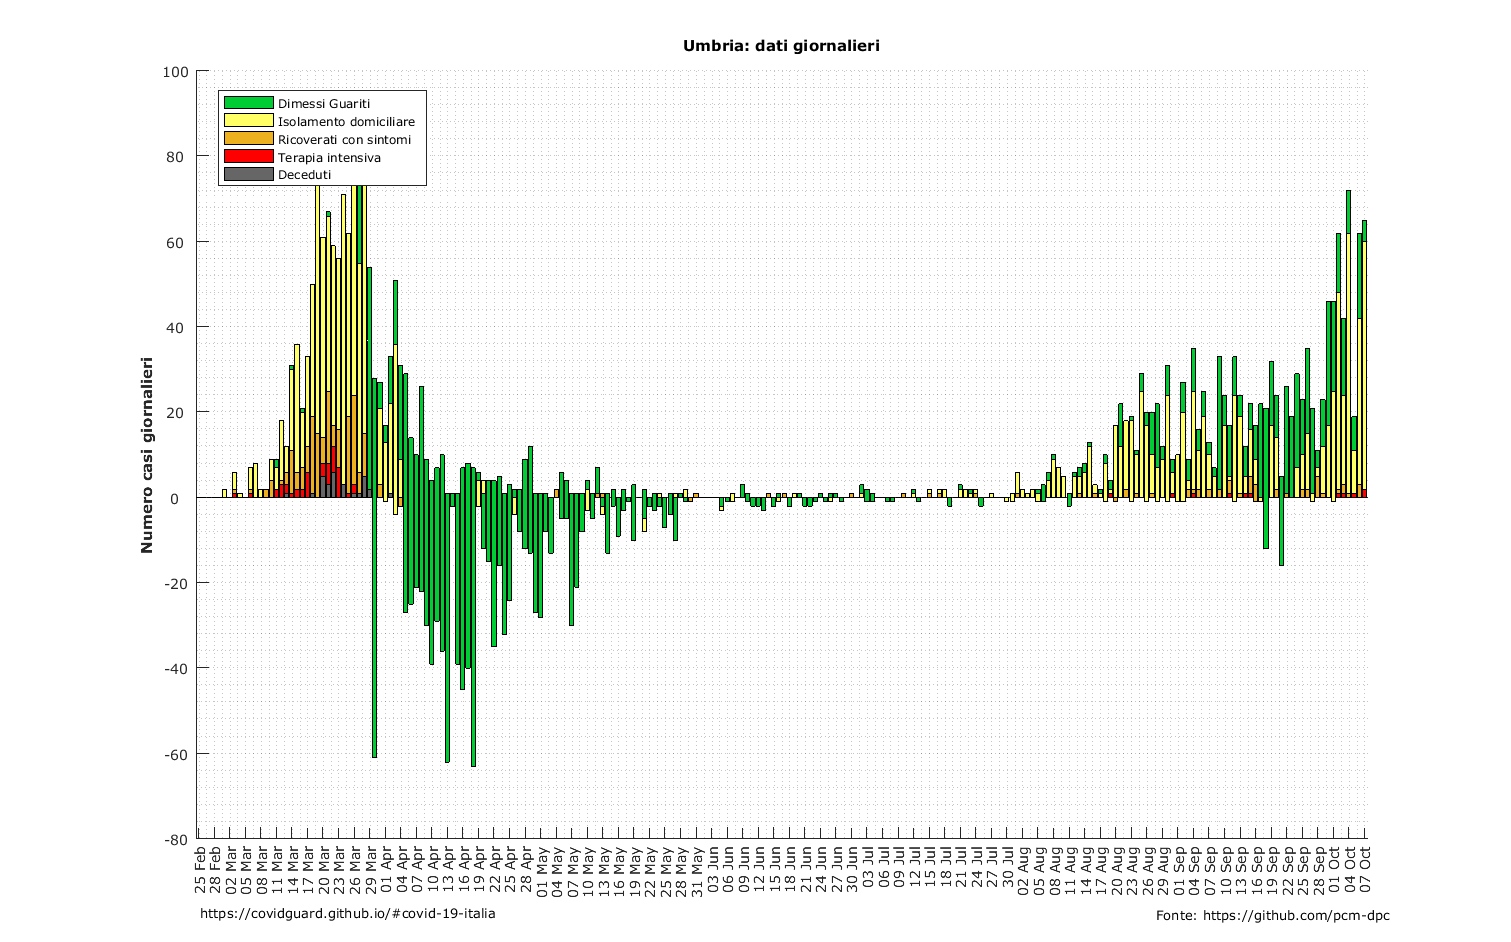 Umbria: dati giornalieri
Numero casi giornalieri
100
80
60
40
20
0
-20
-40
-60
-80
Dimessi Guariti
Isolamento domiciliare
Ricoverati con sintomi
Terapia intensiva
Deceduti
25 Feb
28 Feb
02 Mar
05 Mar
08 Mar
11 Mar
14 Mar
17 Mar
20 Mar
23 Mar
26 Mar
29 Mar
01 Apr
04 Apr
07 Apr
10 Apr
13 Apr
16 Apr
19 Apr
22 Apr
25 Apr
28 Apr
01 May
04 May
07 May
10 May
13 May
16 May
19 May
22 May
25 May
28 May
31 May
03 Jun
06 Jun
09 Jun
12 Jun
15 Jun
18 Jun
21 Jun
24 Jun
27 Jun
30 Jun
03 Jul
06 Jul
09 Jul
12 Jul
15 Jul
18 Jul
21 Jul
24 Jul
27 Jul
30 Jul
02 Aug
05 Aug
08 Aug
11 Aug
14 Aug
17 Aug
20 Aug
23 Aug
26 Aug
29 Aug
01 Sep
04 Sep
07 Sep
10 Sep
13 Sep
16 Sep
19 Sep
22 Sep
25 Sep
28 Sep
01 Oct
04 Oct
07 Oct
https://covidguard.github.io/#covid-19-italia
Fonte: https://github.com/pcm-dpc